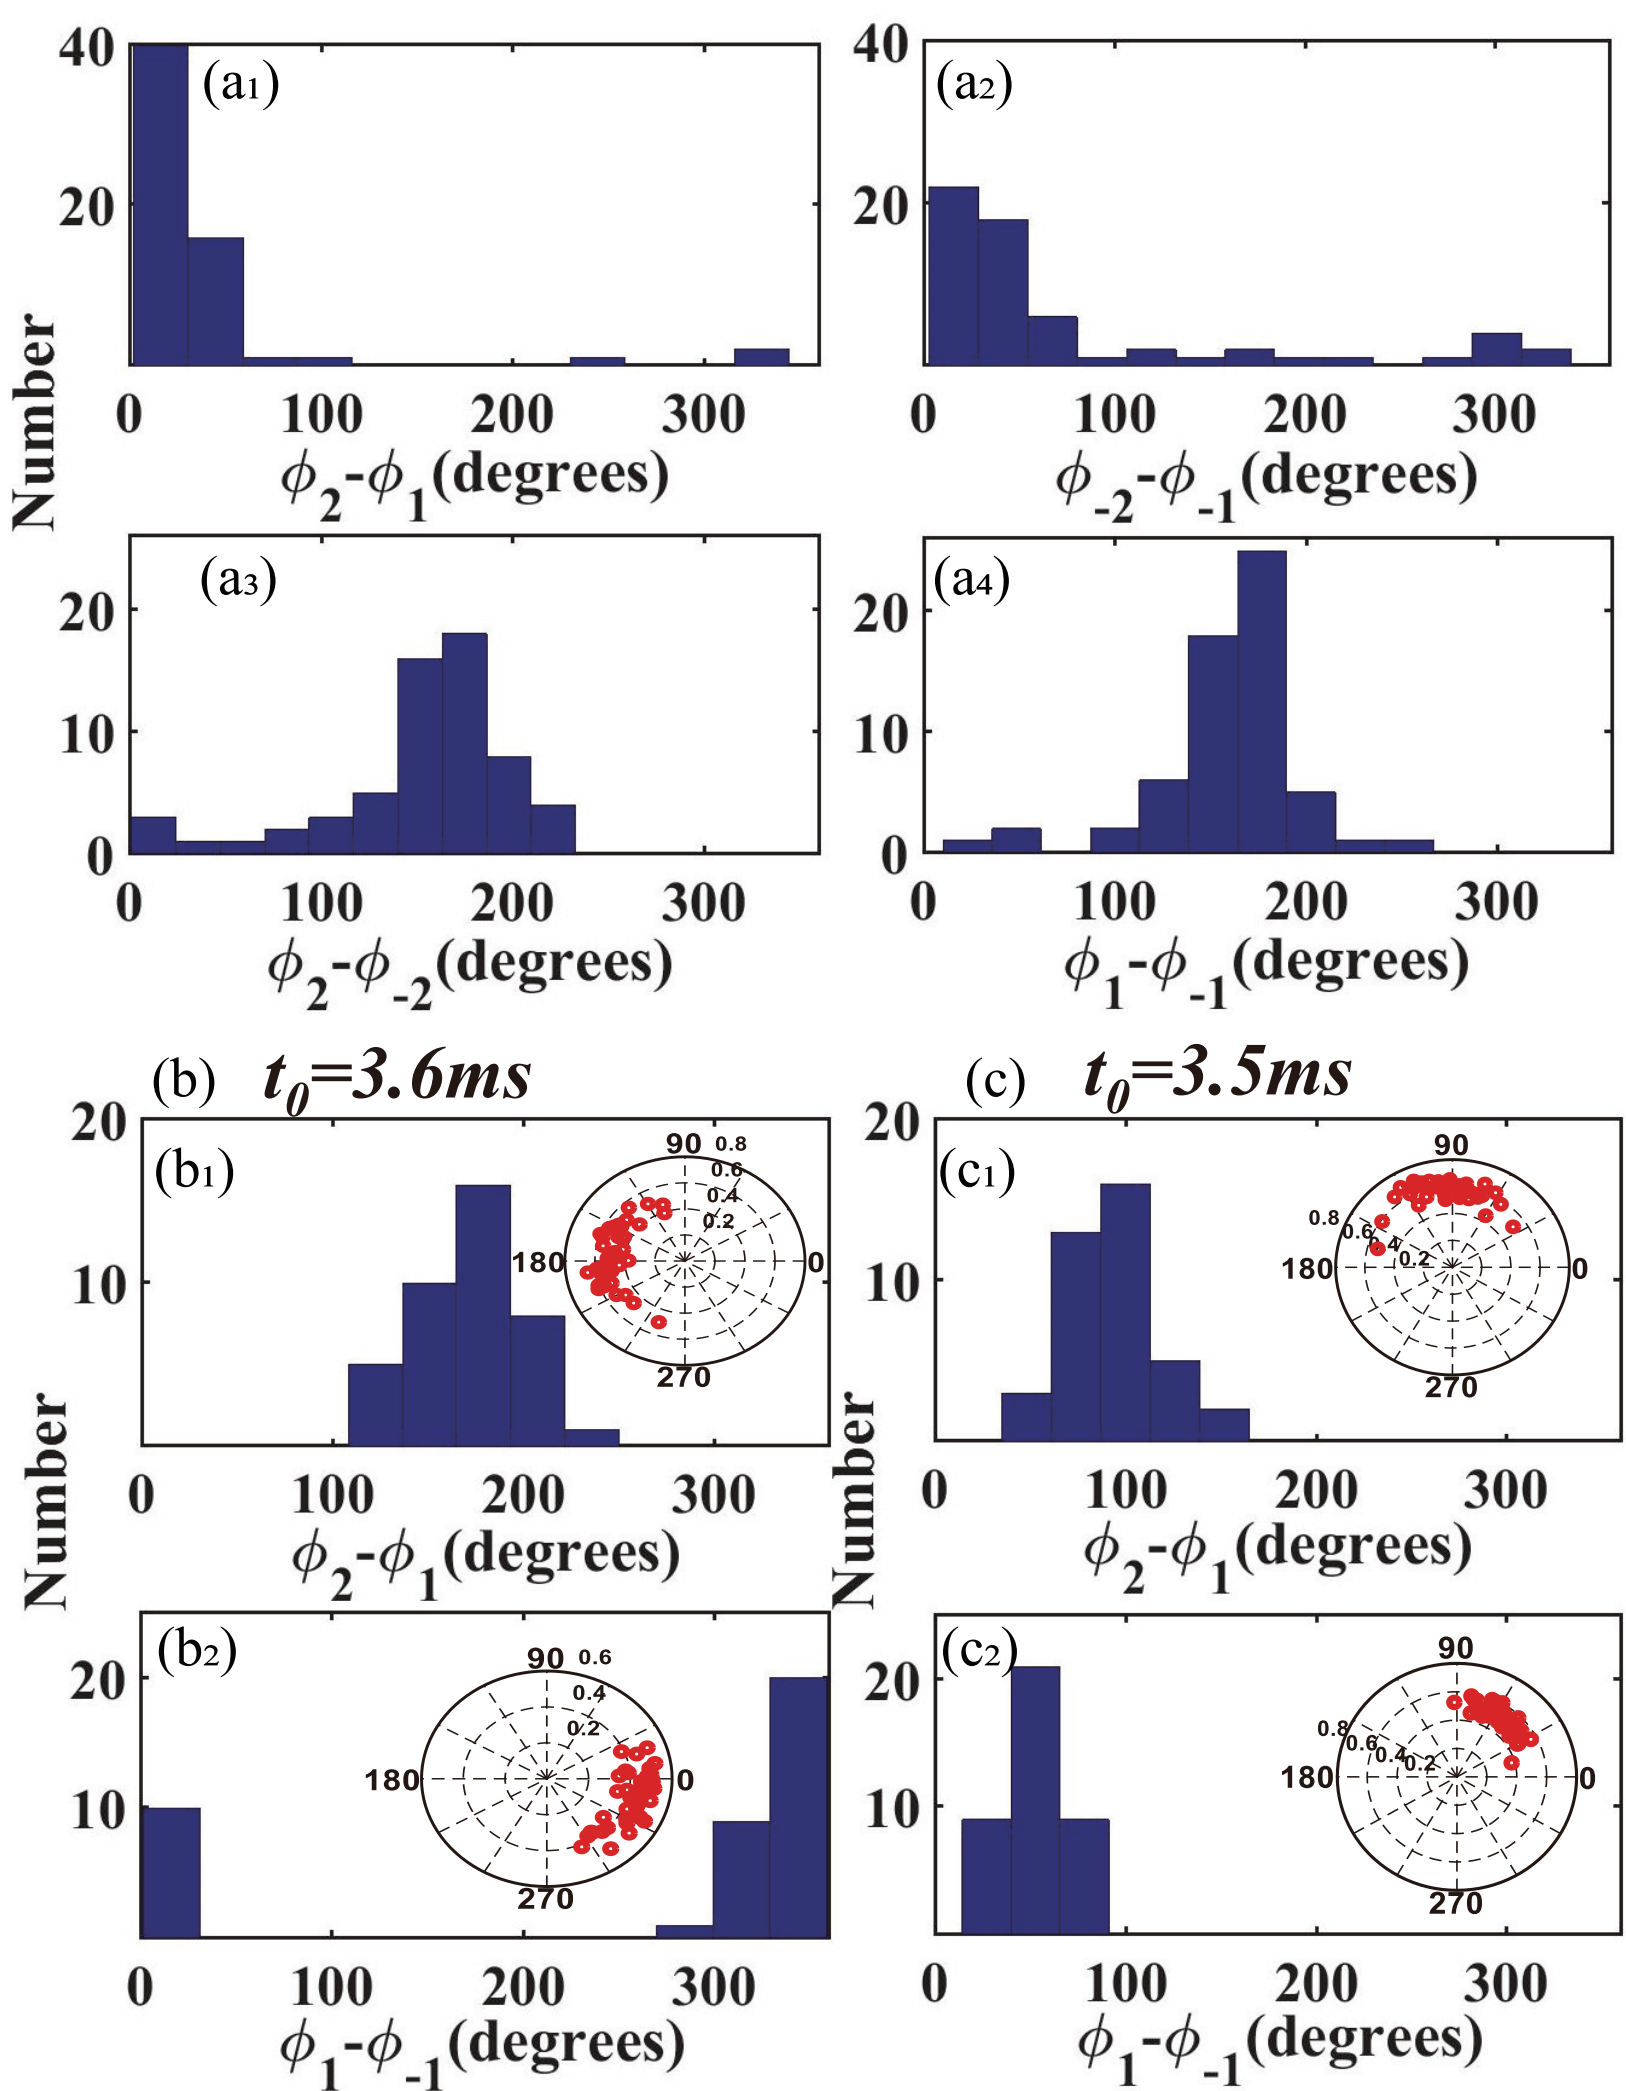 (a1)
(a2)
40
20
0 100 200 300
ϕ2-ϕ1(degrees)
40
20
0 100 200 300
ϕ-2-ϕ-1(degrees)
Number
(a3)
(a4)
20
10
0
0 100 200 300
ϕ2-ϕ-2(degrees)
20
10
0
0 100 200 300
ϕ1-ϕ-1(degrees)
(b) t0=3.6ms
(c) t0=3.5ms
20
10
(b1)
90 0.8
0.6
0.4
0.2
180 0
270
0 100 200 300
ϕ2-ϕ1(degrees)
20
10
(c1)
90
0.8
0.6
0.4
0.2
180 0
270
0 100 200 300
ϕ2-ϕ1(degrees)
Number
Number
20
10
(b2)
90 0.6
0.4
0.2
180 0
270
0 100 200 300
ϕ1-ϕ-1(degrees)
20
10
(c2)
90
0.8
0.6
0.4
0.2
180 0
270
0 100 200 300
ϕ1-ϕ-1(degrees)